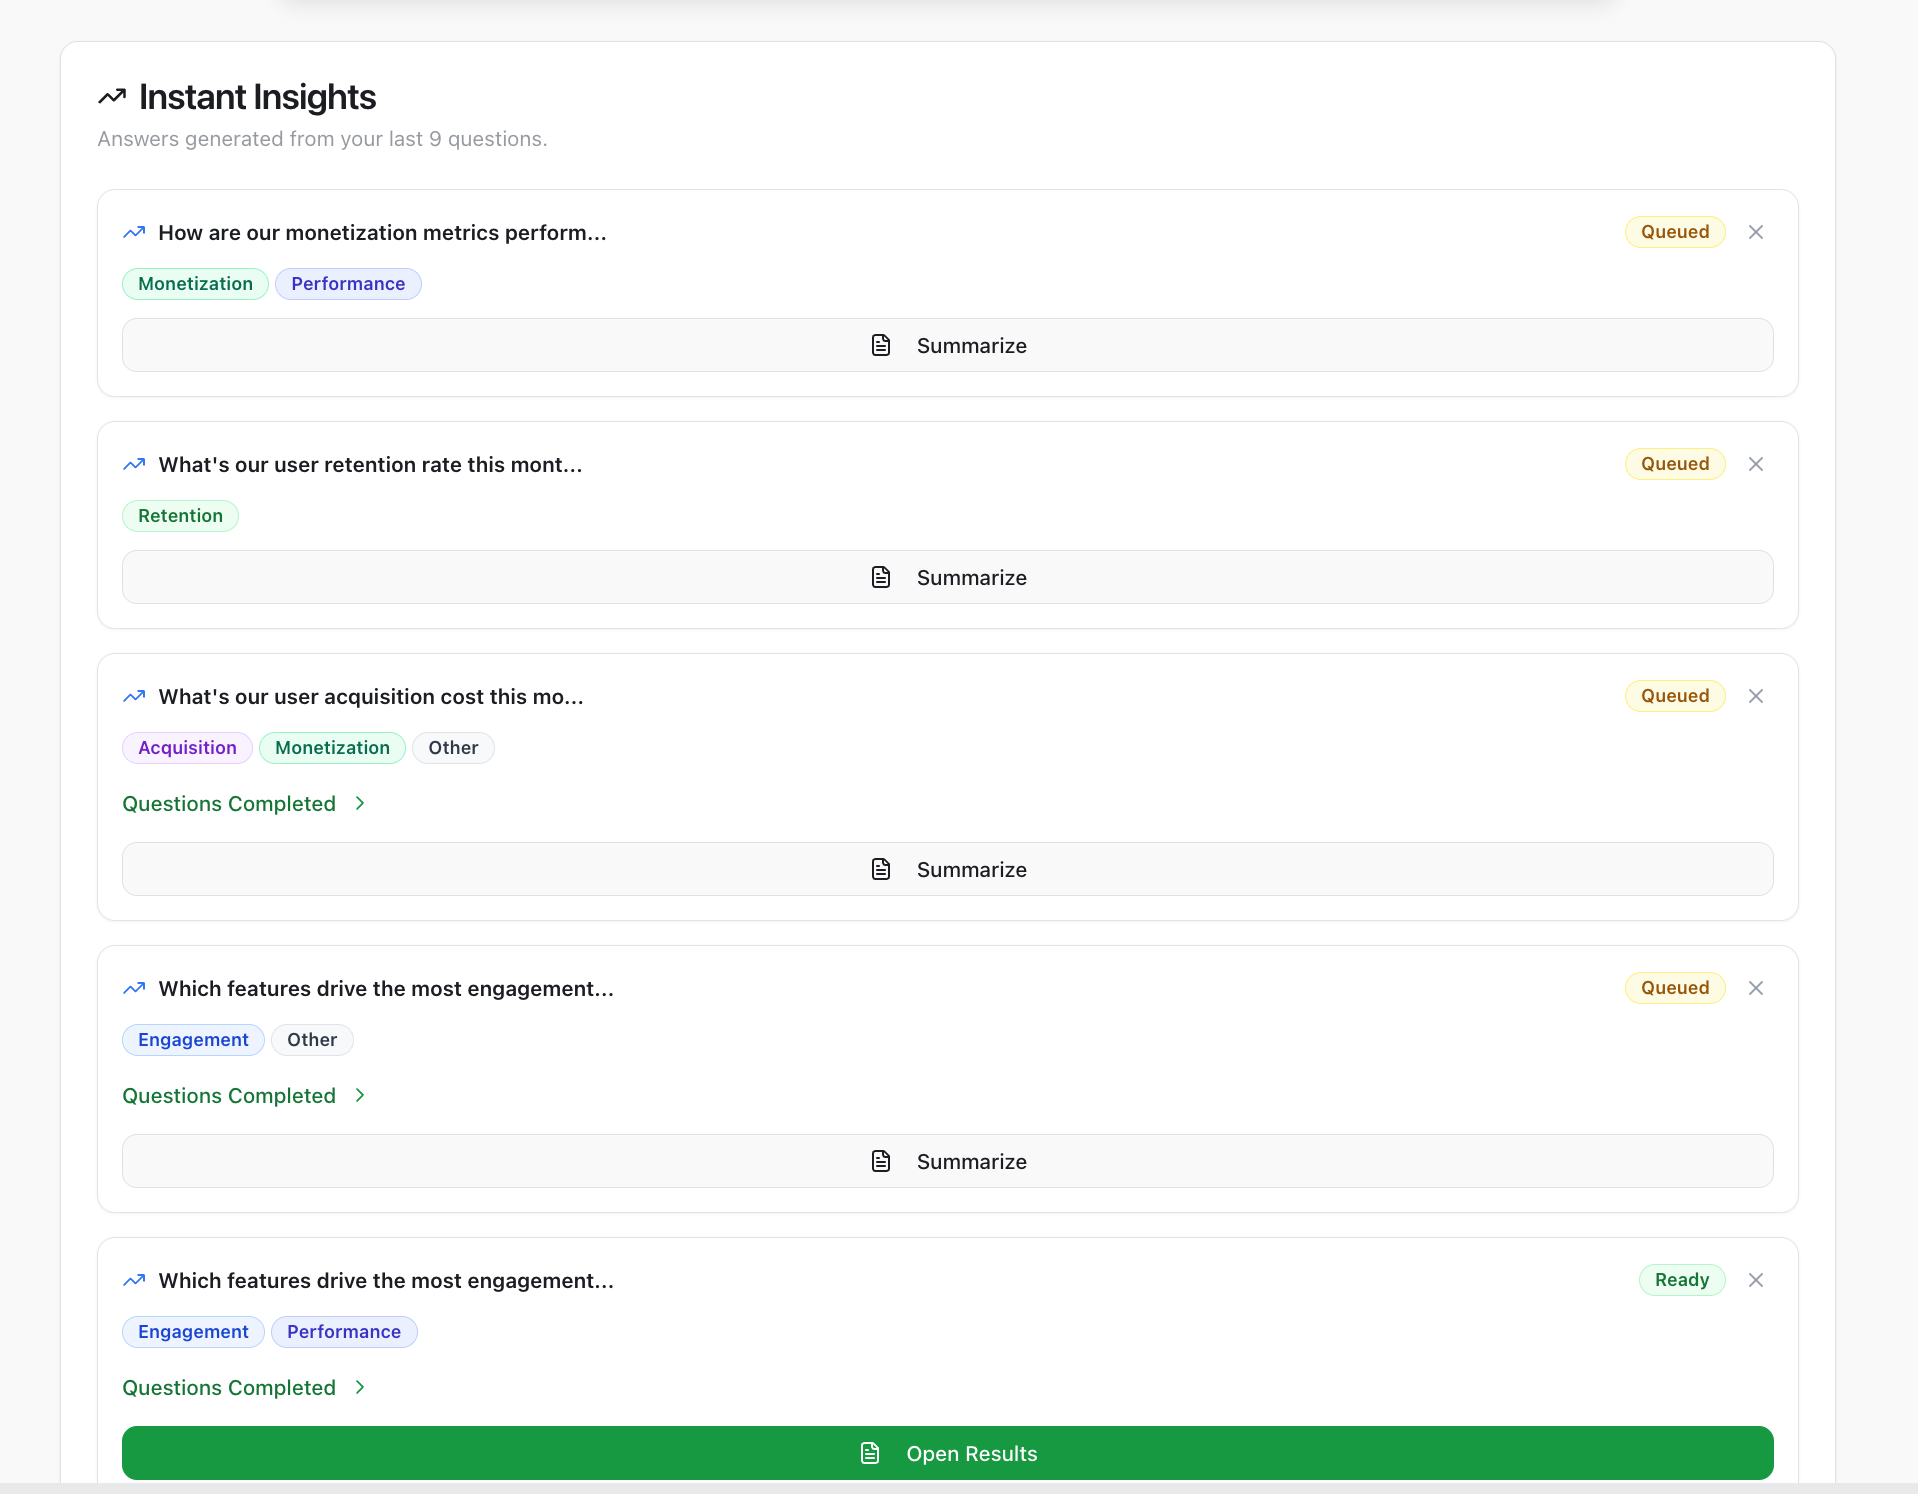 Instant Insights
Answers generated from your last 9 questions.
How are our monetization metrics perform...
Queued
Monetization Performance
Summarize
What's our user retention rate this mont...
Queued
Retention
Summarize
What's our user acquisition cost this mo...
Queued
Acquisition Monetization Other
Questions Completed
Summarize
Which features drive the most engagement...
Queued
Engagement Other
Questions Completed
Summarize
Which features drive the most engagement...
Ready
Engagement Performance
Questions Completed
Open Results